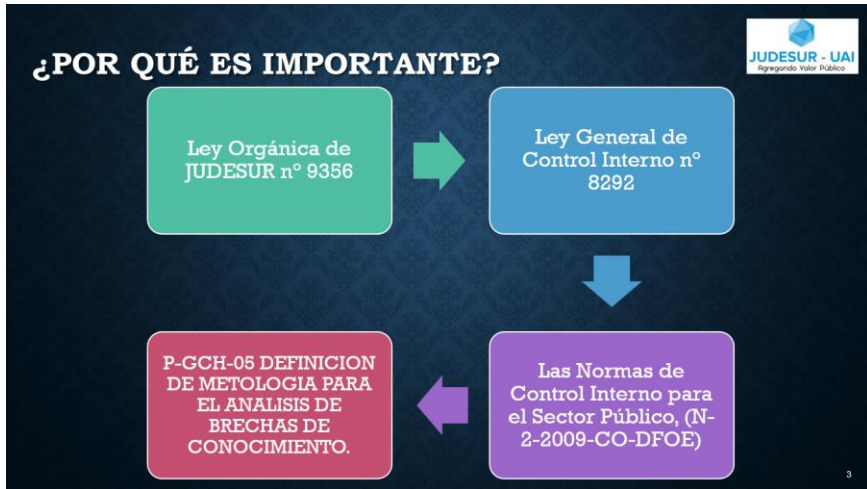 ¿POR QUÉ ES IMPORTANTE?
JUDESUR - UAI
Agregando Valor Público
Ley Orgánica de
JUDESUR nº 9356
Ley General de
Control Interno nº
8292
Las Normas de
Control Interno para
el Sector Público, (N-
2-2009-CO-DFOE)
P-GCH-05 DEFINICION
DE METOLOGIA PARA
EL ANALISIS DE
BRECHAS DE
CONOCIMIENTO.
3